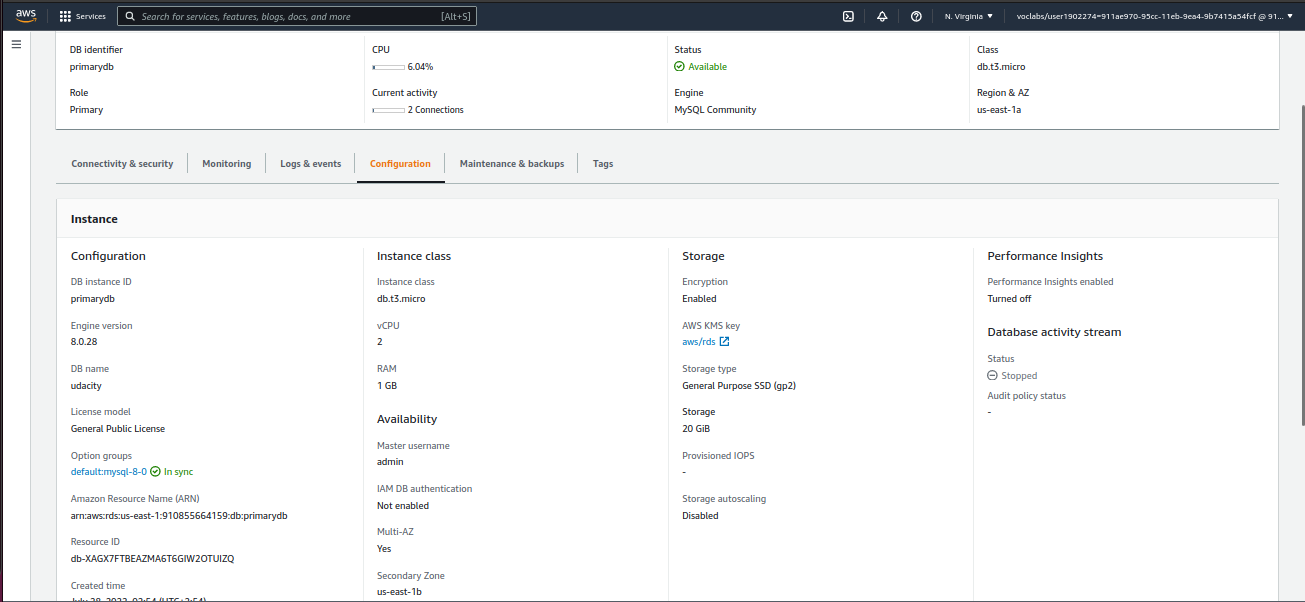 aws
Services
Search for services, features, blogs, docs, and more
[Alt+S]
N. Virginia
voclabs/user1902274=911ae970-95cc-11eb-9ea4-9b7415a54fcf @ 91...
DB identifier
primarydb
CPU
6.04%
Status
Available
Class
db.t3.micro
Role
Primary
Current activity
2 Connections
Engine
MySQL Community
Region & AZ
us-east-1a
Connectivity & security
Monitoring
Logs & events
Configuration
Maintenance & backups
Tags
Instance
Configuration
DB instance ID
primarydb
Engine version
8.0.28
DB name
udacity
License model
General Public License
Option groups
default:mysql-8-0 In sync
Amazon Resource Name (ARN)
arn:aws:rds:us-east-1:910855664159:db:primarydb
Resource ID
db-XAGX7FTBEAZMA6T6GIW2OTUIZQ
Created time
Instance class
Instance class
db.t3.micro
vCPU
2
RAM
1 GB
Availability
Master username
admin
IAM DB authentication
Not enabled
Multi-AZ
Yes
Secondary Zone
us-east-1b
Storage
Encryption
Enabled
AWS KMS key
aws/rds
Storage type
General Purpose SSD (gp2)
Storage
20 GiB
Provisioned IOPS
-
Storage autoscaling
Disabled
Performance Insights
Performance Insights enabled
Turned off
Database activity stream
Status
Stopped
Audit policy status
-